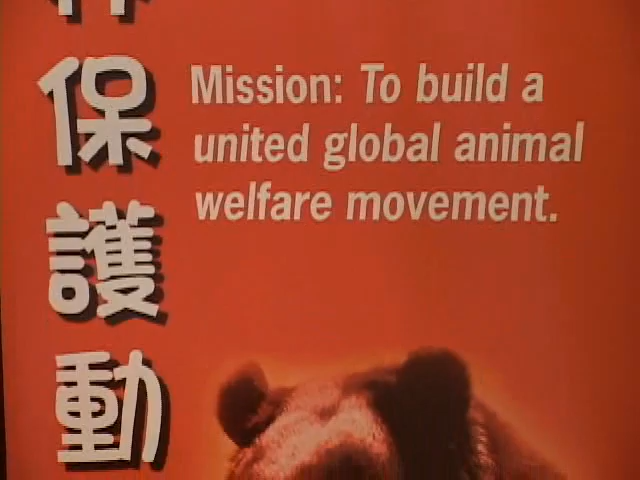 保護動
Mission: To build a
united global animal
welfare movement.